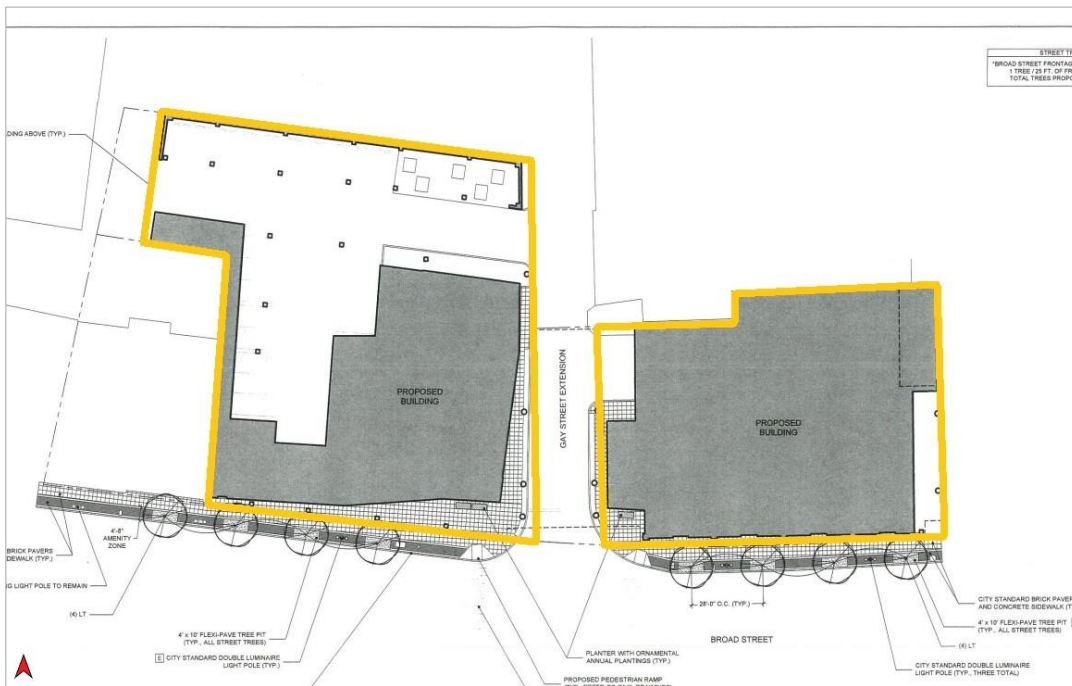 STREET TR
*BROAD STREET FRONTAG
1 TREE / 25 FT. OF FR
TOTAL TREES PROPO
DING ABOVE (TYP.)
GAY STREET EXTENSION
PROPOSED
BUILDING
PROPOSED
BUILDING
4'-8"
AMENITY
ZONE
BRICK PAVERS
DEWALK (TYP.)
NG LIGHT POLE TO REMAIN
(4) LT
4' x 10' FLEXI-PAVE TREE PIT
(TYP., ALL STREET TREES)
E CITY STANDARD DOUBLE LUMINAIRE
LIGHT POLE (TYP.)
28'-0" O.C. (TYP.)
BROAD STREET
PLANTER WITH ORNAMENTAL
ANNUAL PLANTINGS (TYP.)
PROPOSED PEDESTRIAN RAMP
CITY STANDARD BRICK PAVER
AND CONCRETE SIDEWALK (T
4' x 10' FLEXI-PAVE TREE PIT
(TYP., ALL STREET TREES)
(4) LT
CITY STANDARD DOUBLE LUMINAIRE
LIGHT POLE (TYP., THREE TOTAL)